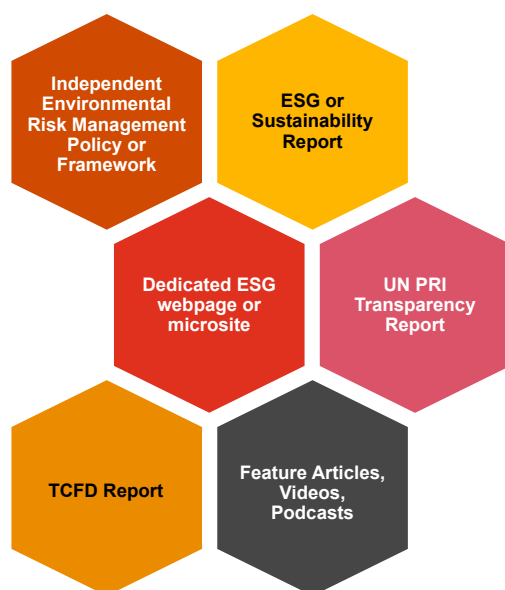 Independent
Environmental
Risk Management
Policy or
Framework
ESG or
Sustainability
Report
Dedicated ESG
webpage or
microsite
UN PRI
Transparency
Report
TCFD Report
Feature Articles,
Videos,
Podcasts